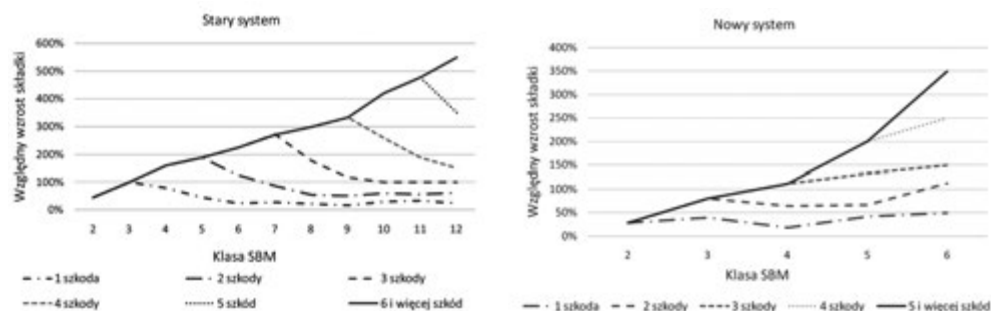 Stary system
Względny wzrost składki
600%
500%
400%
300%
200%
100%
0%
2 3 4 5 6 7 8 9 10 11 12
Klasa SBM
1 szkoda 2 szkody 3 szkody
4 szkody 5 szkód 6 i więcej szkód
Nowy system
Względny wzrost składki
400%
350%
300%
250%
200%
150%
100%
50%
0%
2 3 4 5 6
Klasa SBM
1 szkoda 2 szkody 3 szkody 4 szkody 5 i więcej szkód